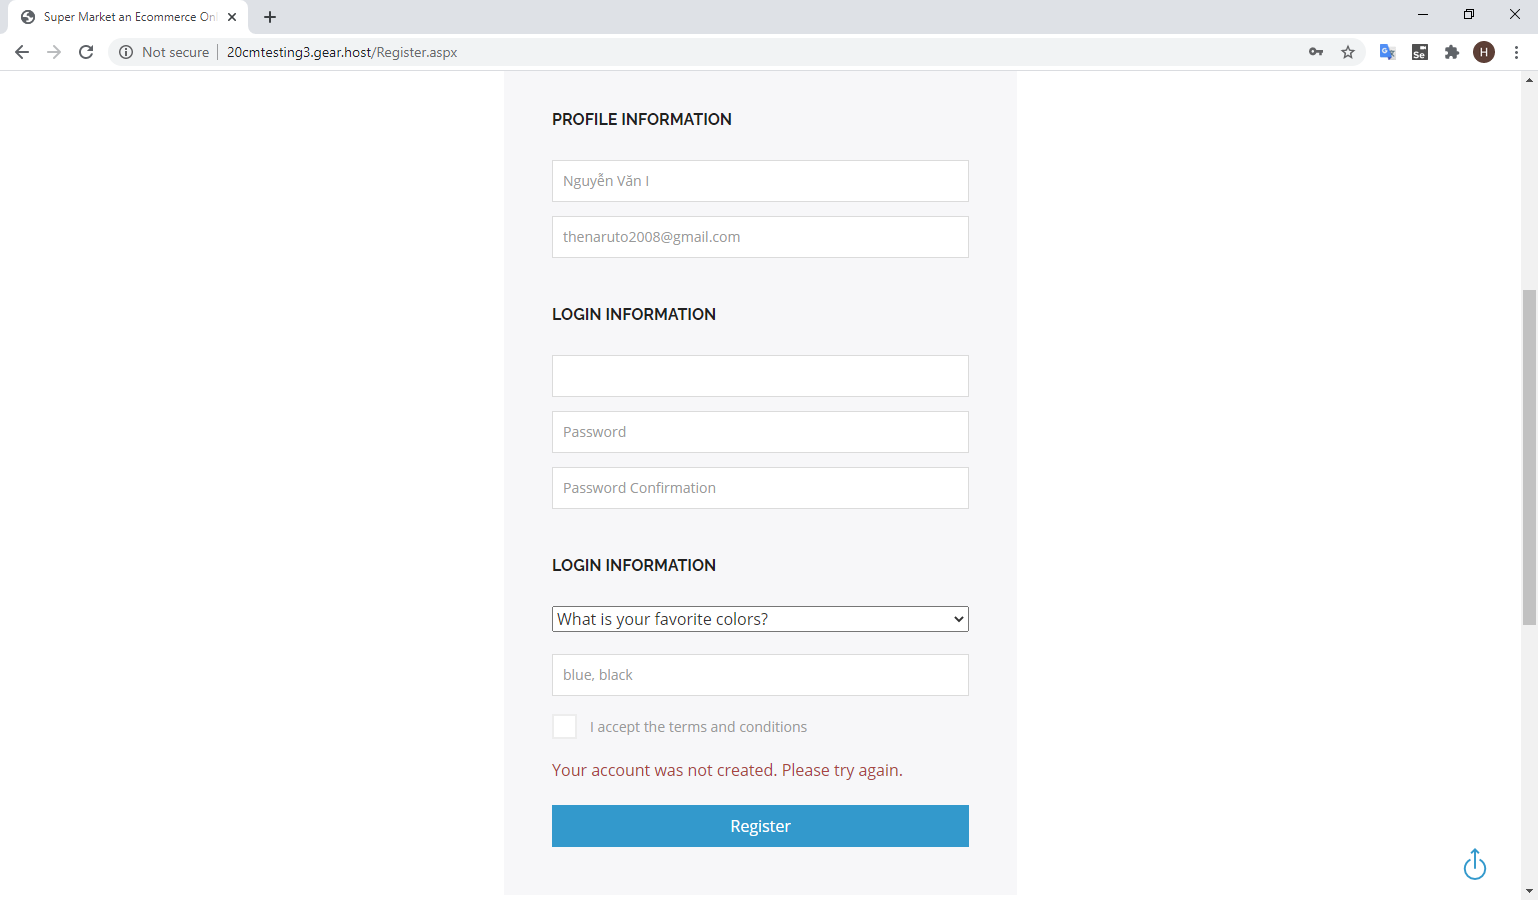 Super Market an Ecommerce Onl
Not secure
20cmtesting3.gear.host/Register.aspx
Se
H
PROFILE INFORMATION
Nguyễn Văn I
thenaruto2008@gmail.com
LOGIN INFORMATION
Password
Password Confirmation
LOGIN INFORMATION
What is your favorite colors?
blue, black
I accept the terms and conditions
Your account was not created. Please try again.
Register